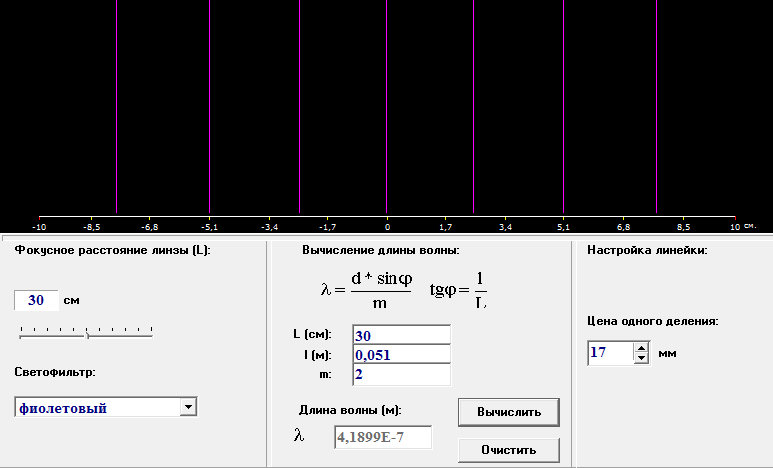 -10 -8,5 -6,8 -5,1 -3,4 -1,7 0 1,7 3,4 5,1 6,8 8,5 10 см.
Фокусное расстояние линзы (L):
30 см
Светофильтр:
фиолетовый
Вычисление длины волны:
λ = d * sinφ / m tgφ = l / L
L (см): 30
l (м): 0,051
m: 2
Длина волны (м):
λ 4,1899E-7
Вычислить
Очистить
Настройка линейки:
Цена одного деления:
17 мм